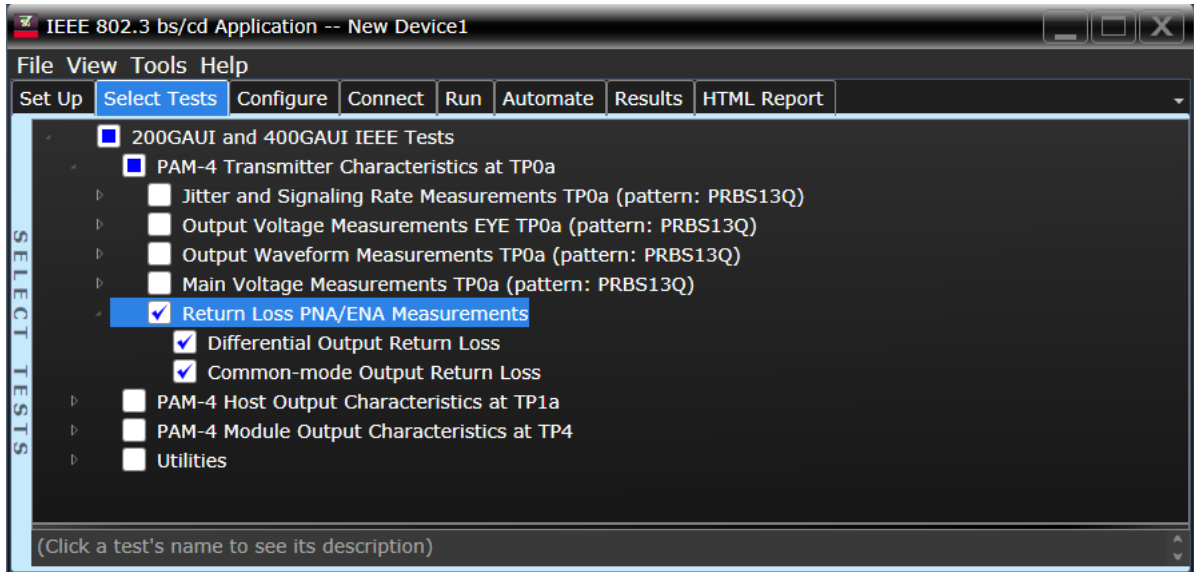 IEEE 802.3 bs/cd Application -- New Device1
File View Tools Help
Set Up Select Tests Configure Connect Run Automate Results HTML Report
200GAUI and 400GAUI IEEE Tests
PAM-4 Transmitter Characteristics at TP0a
Jitter and Signaling Rate Measurements TP0a (pattern: PRBS13Q)
Output Voltage Measurements EYE TP0a (pattern: PRBS13Q)
Output Waveform Measurements TP0a (pattern: PRBS13Q)
Main Voltage Measurements TP0a (pattern: PRBS13Q)
Return Loss PNA/ENA Measurements
Differential Output Return Loss
Common-mode Output Return Loss
PAM-4 Host Output Characteristics at TP1a
PAM-4 Module Output Characteristics at TP4
Utilities
SELECT TESTS
(Click a test's name to see its description)